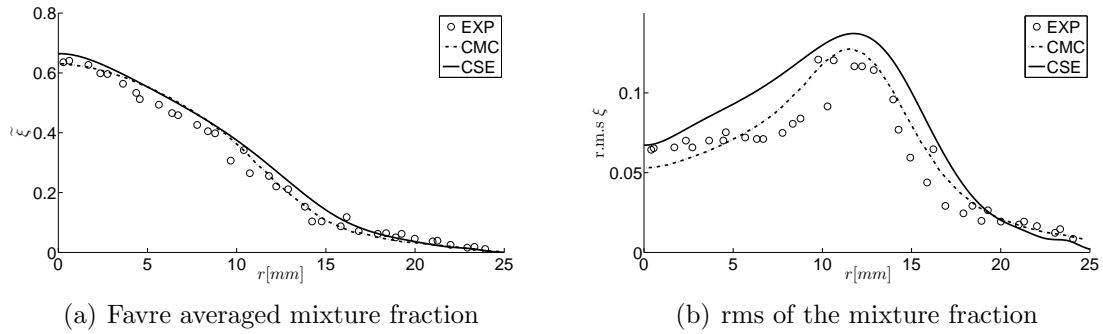 0.8
0.6
0.4
0.2
0
ξ̃
0 5 10 15 20 25
r[mm]
EXP
CMC
CSE
(a) Favre averaged mixture fraction
0.1
0.05
0
r.m.s ξ
0 5 10 15 20 25
r[mm]
EXP
CMC
CSE
(b) rms of the mixture fraction